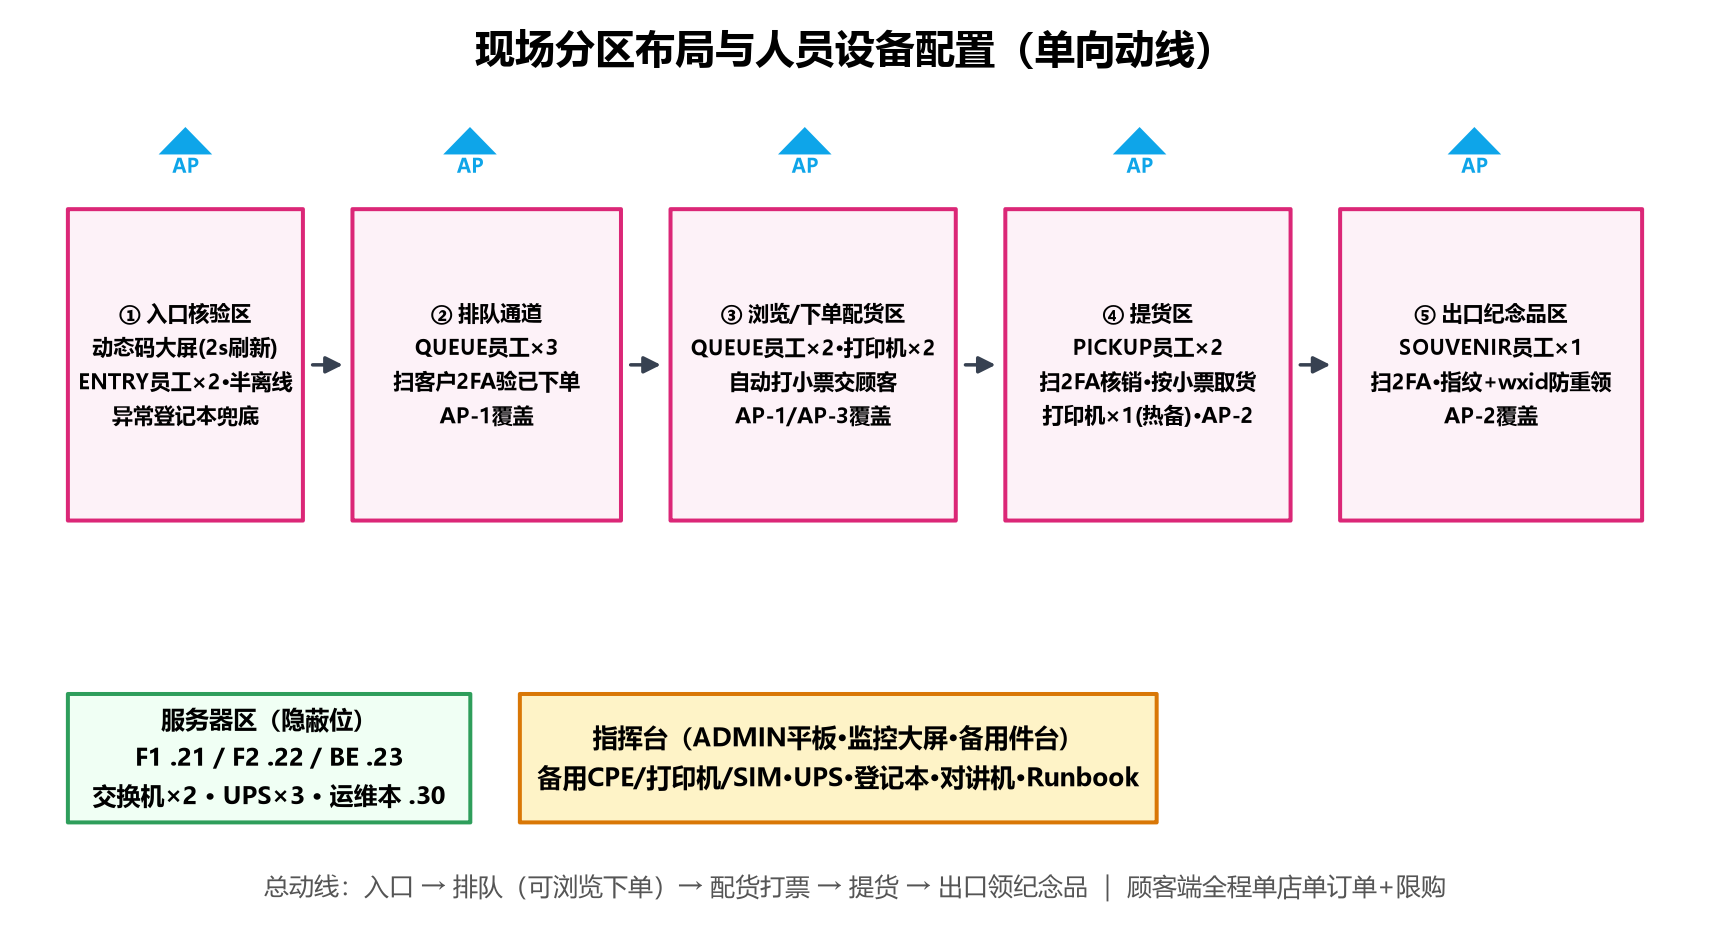 现场分区布局与人员设备配置（单向动线）
AP
AP
AP
AP
AP
① 入口核验区
动态码大屏(2s刷新)
ENTRY员工×2•半离线
异常登记本兜底
② 排队通道
QUEUE员工×3
扫客户2FA验已下单
AP-1覆盖
③ 浏览/下单配货区
QUEUE员工×2•打印机×2
自动打小票交顾客
AP-1/AP-3覆盖
④ 提货区
PICKUP员工×2
扫2FA核销•按小票取货
打印机×1(热备)•AP-2
⑤ 出口纪念品区
SOUVENIR员工×1
扫2FA•指纹+wxid防重领
AP-2覆盖
服务器区（隐蔽位）
F1 .21 / F2 .22 / BE .23
交换机×2 • UPS×3 • 运维本 .30
指挥台（ADMIN平板•监控大屏•备用件台）
备用CPE/打印机/SIM•UPS•登记本•对讲机•Runbook
总动线：入口 → 排队（可浏览下单）→ 配货打票 → 提货 → 出口领纪念品 ｜ 顾客端全程单店单订单+限购